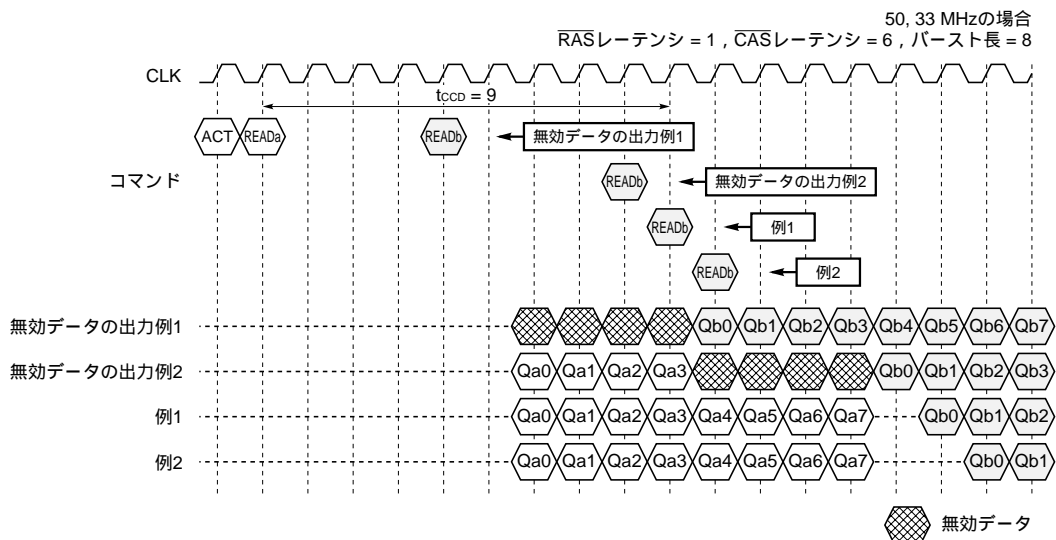 50, 33 MHzの場合
RASレーテンシ = 1 , CASレーテンシ = 6 , バースト長 = 8
CLK
tCCD = 9
ACT READa READb 無効データの出力例1
コマンド READb 無効データの出力例2
READb 例1
READb 例2
無効データの出力例1 Qb0 Qb1 Qb2 Qb3 Qb4 Qb5 Qb6 Qb7
無効データの出力例2 Qa0 Qa1 Qa2 Qa3 Qb0 Qb1 Qb2 Qb3
例1 Qa0 Qa1 Qa2 Qa3 Qa4 Qa5 Qa6 Qa7 Qb0 Qb1 Qb2
例2 Qa0 Qa1 Qa2 Qa3 Qa4 Qa5 Qa6 Qa7 Qb0 Qb1
無効データ